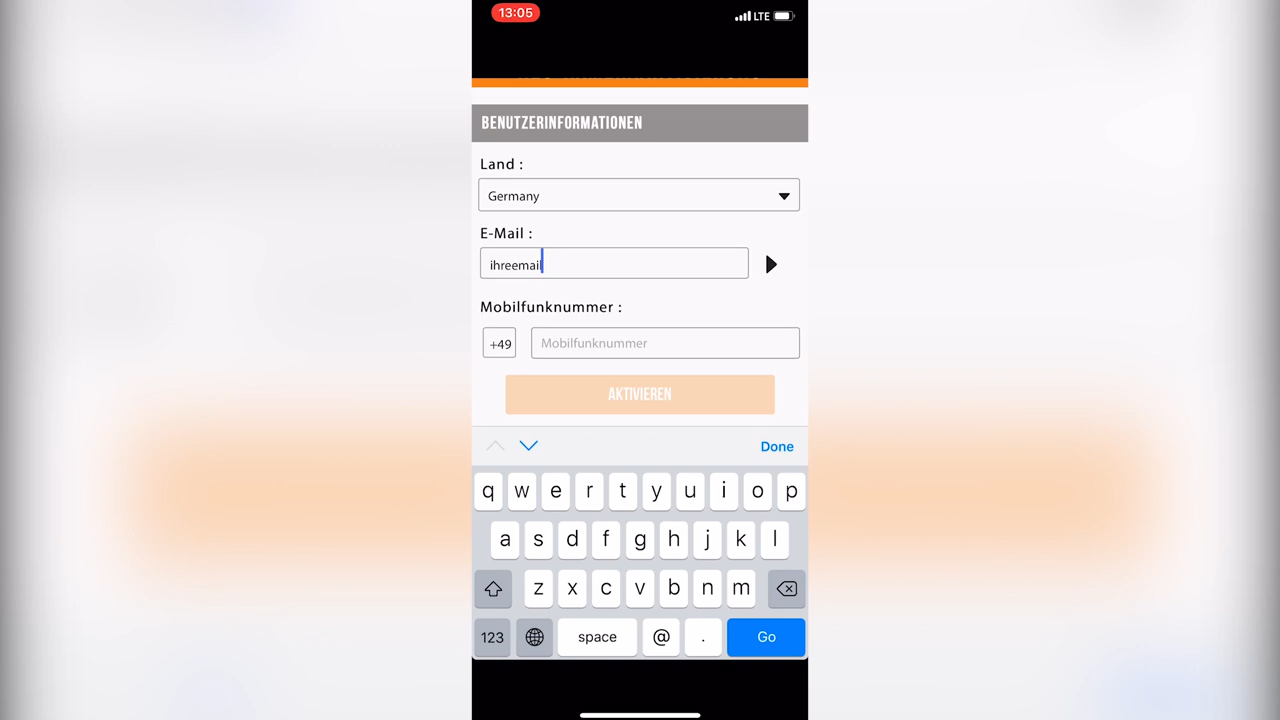 13:05
LTE
BENUTZERINFORMATIONEN
Land :
Germany
E-Mail :
ihreemail
Mobilfunknummer :
+49 Mobilfunknummer
AKTIVIEREN
Done
q w e r t y u i o p
a s d f g h j k l
z x c v b n m
123 space @ . Go